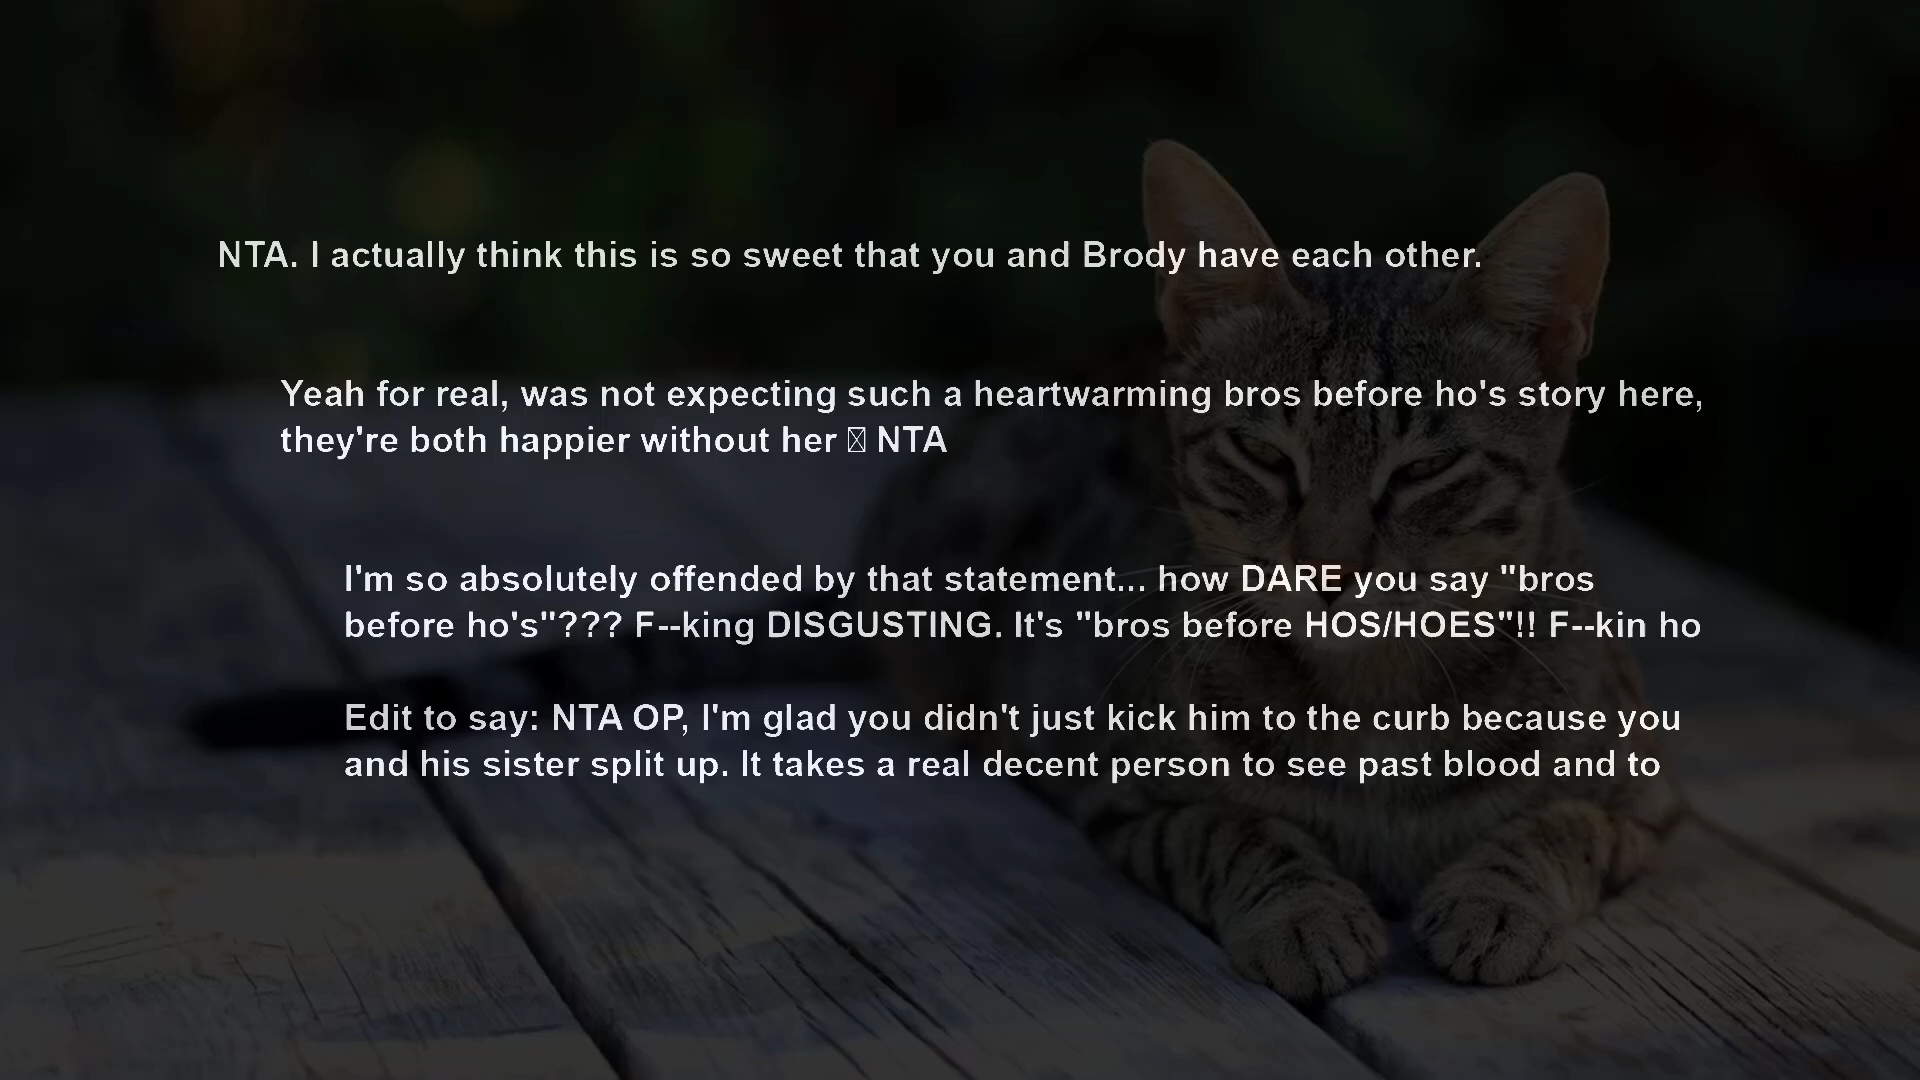 NTA. I actually think this is so sweet that you and Brody have each other.
Yeah for real, was not expecting such a heartwarming bros before ho's story here,
they're both happier without her NTA
I'm so absolutely offended by that statement... how DARE you say "bros
before ho's"??? F--king DISGUSTING. It's "bros before HOS/HOES"!! F--kin ho
Edit to say: NTA OP, I'm glad you didn't just kick him to the curb because you
and his sister split up. It takes a real decent person to see past blood and to